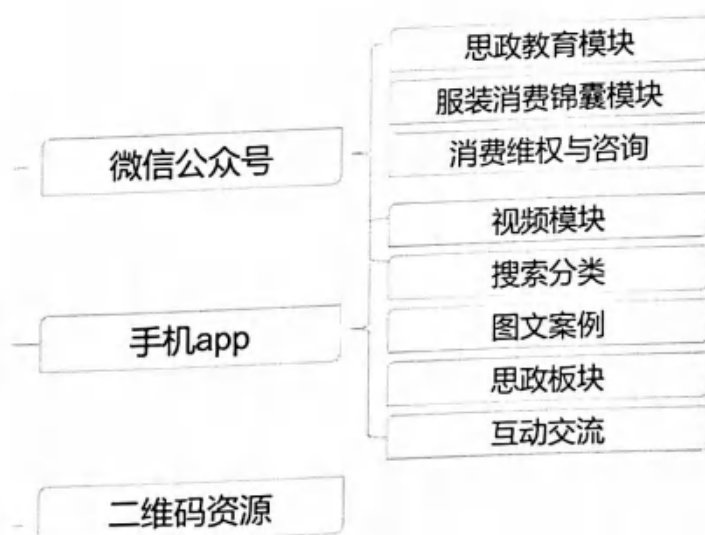 微信公众号
思政教育模块
服装消费锦囊模块
消费维权与咨询
视频模块
搜索分类
手机app
图文案例
思政板块
互动交流
二维码资源